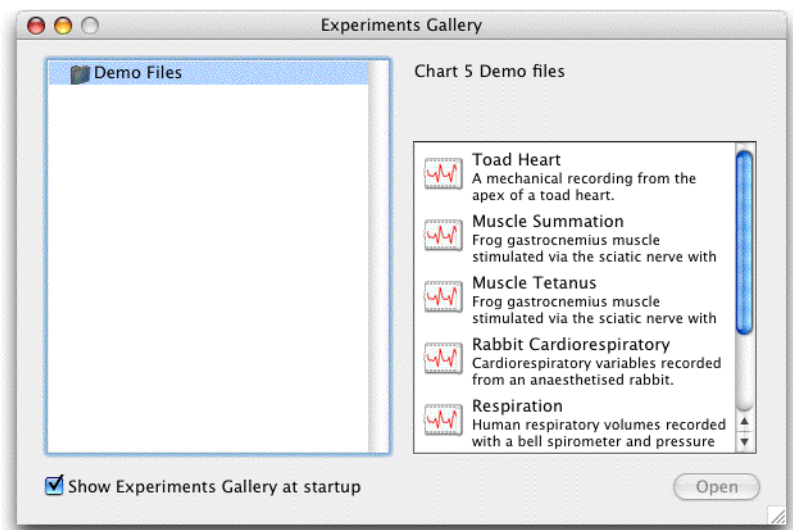 Experiments Gallery
Demo Files
Chart 5 Demo files
Toad Heart
A mechanical recording from the
apex of a toad heart.
Muscle Summation
Frog gastrocnemius muscle
stimulated via the sciatic nerve with
Muscle Tetanus
Frog gastrocnemius muscle
stimulated via the sciatic nerve with
Rabbit Cardiorespiratory
Cardiorespiratory variables recorded
from an anaesthetised rabbit.
Respiration
Human respiratory volumes recorded
with a bell spirometer and pressure
Show Experiments Gallery at startup
Open